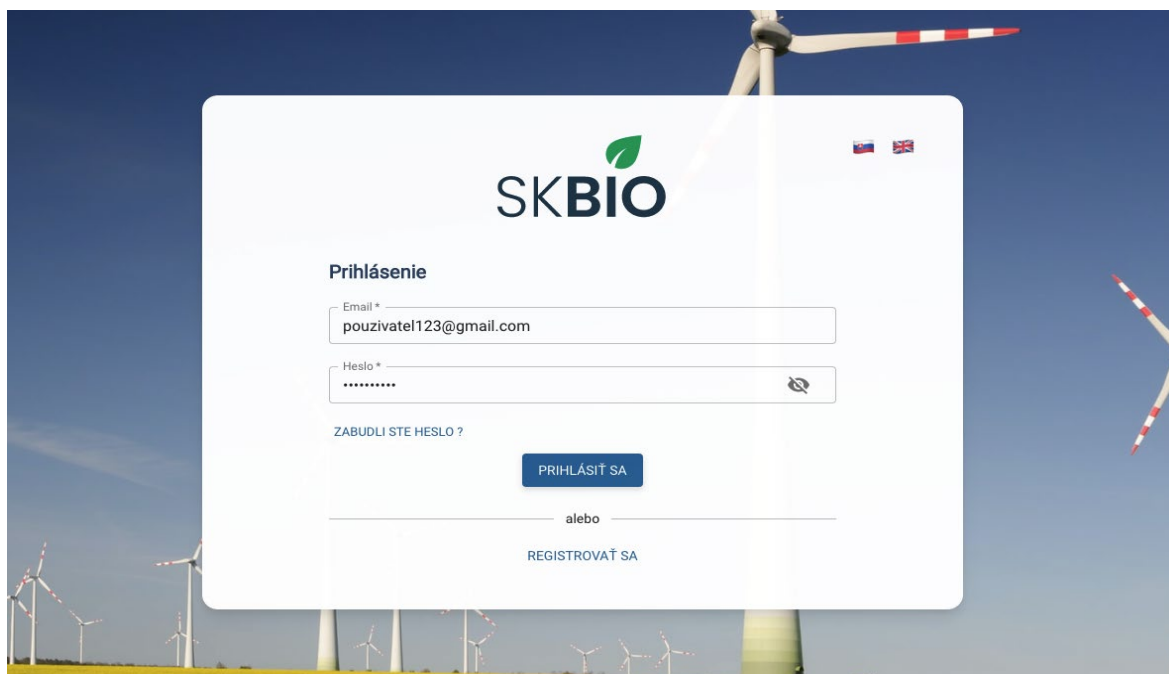 SKBIO
Prihlásenie
Email *
pouzivatel123@gmail.com
Heslo *
••••••••••
ZABUDLI STE HESLO ?
PRIHLÁSIŤ SA
alebo
REGISTROVAŤ SA